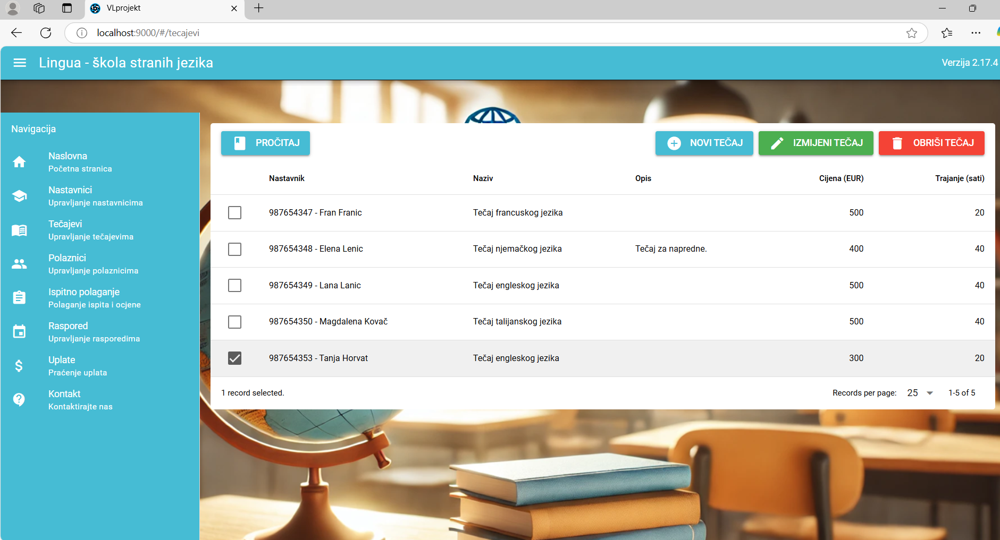 VLprojekt
localhost:9000/#/tecajevi
Lingua - škola stranih jezika
Verzija 2.17.4
Navigacija
Naslovna
Početna stranica
Nastavnici
Upravljanje nastavnicima
Tečajevi
Upravljanje tečajevima
Polaznici
Upravljanje polaznicima
Ispitno polaganje
Polaganje ispita i ocjene
Raspored
Upravljanje rasporedima
Uplate
Praćenje uplata
Kontakt
Kontaktirajte nas
PROČITAJ NOVI TEČAJ IZMIJENI TEČAJ OBRIŠI TEČAJ
Nastavnik Naziv Opis Cijena (EUR) Trajanje (sati)
987654347 - Fran Franic Tečaj francuskog jezika 500 20
987654348 - Elena Lenic Tečaj njemačkog jezika Tečaj za napredne. 400 40
987654349 - Lana Lanic Tečaj engleskog jezika 500 40
987654350 - Magdalena Kovač Tečaj talijanskog jezika 500 40
987654353 - Tanja Horvat Tečaj engleskog jezika 300 20
1 record selected. Records per page: 25 1-5 of 5